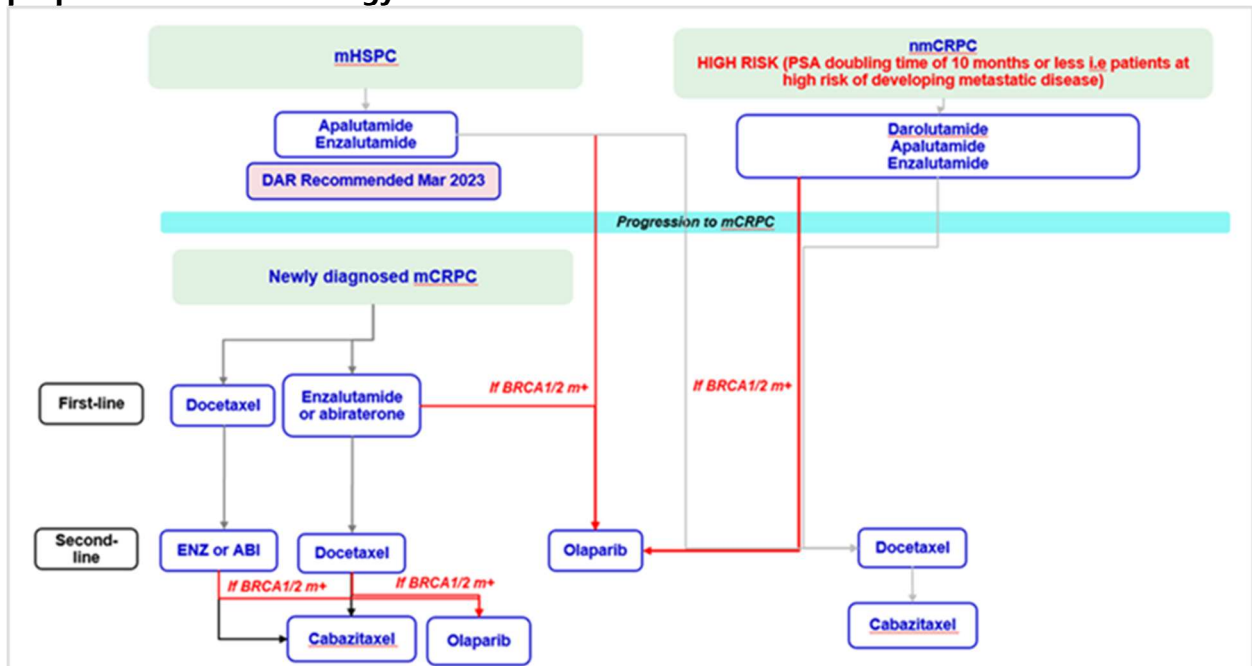 mHSPC
nmCRPC
HIGH RISK (PSA doubling time of 10 months or less i.e patients at
high risk of developing metastatic disease)
Apalutamide
Enzalutamide
DAR Recommended Mar 2023
Darolutamide
Apalutamide
Enzalutamide
Progression to mCRPC
Newly diagnosed mCRPC
First-line
Docetaxel
Enzalutamide
or abiraterone
If BRCA1/2 m+
If BRCA1/2 m+
Second-
line
ENZ or ABI
Docetaxel
Olaparib
Docetaxel
If BRCA1/2 m+
If BRCA1/2 m+
Cabazitaxel
Olaparib
Cabazitaxel